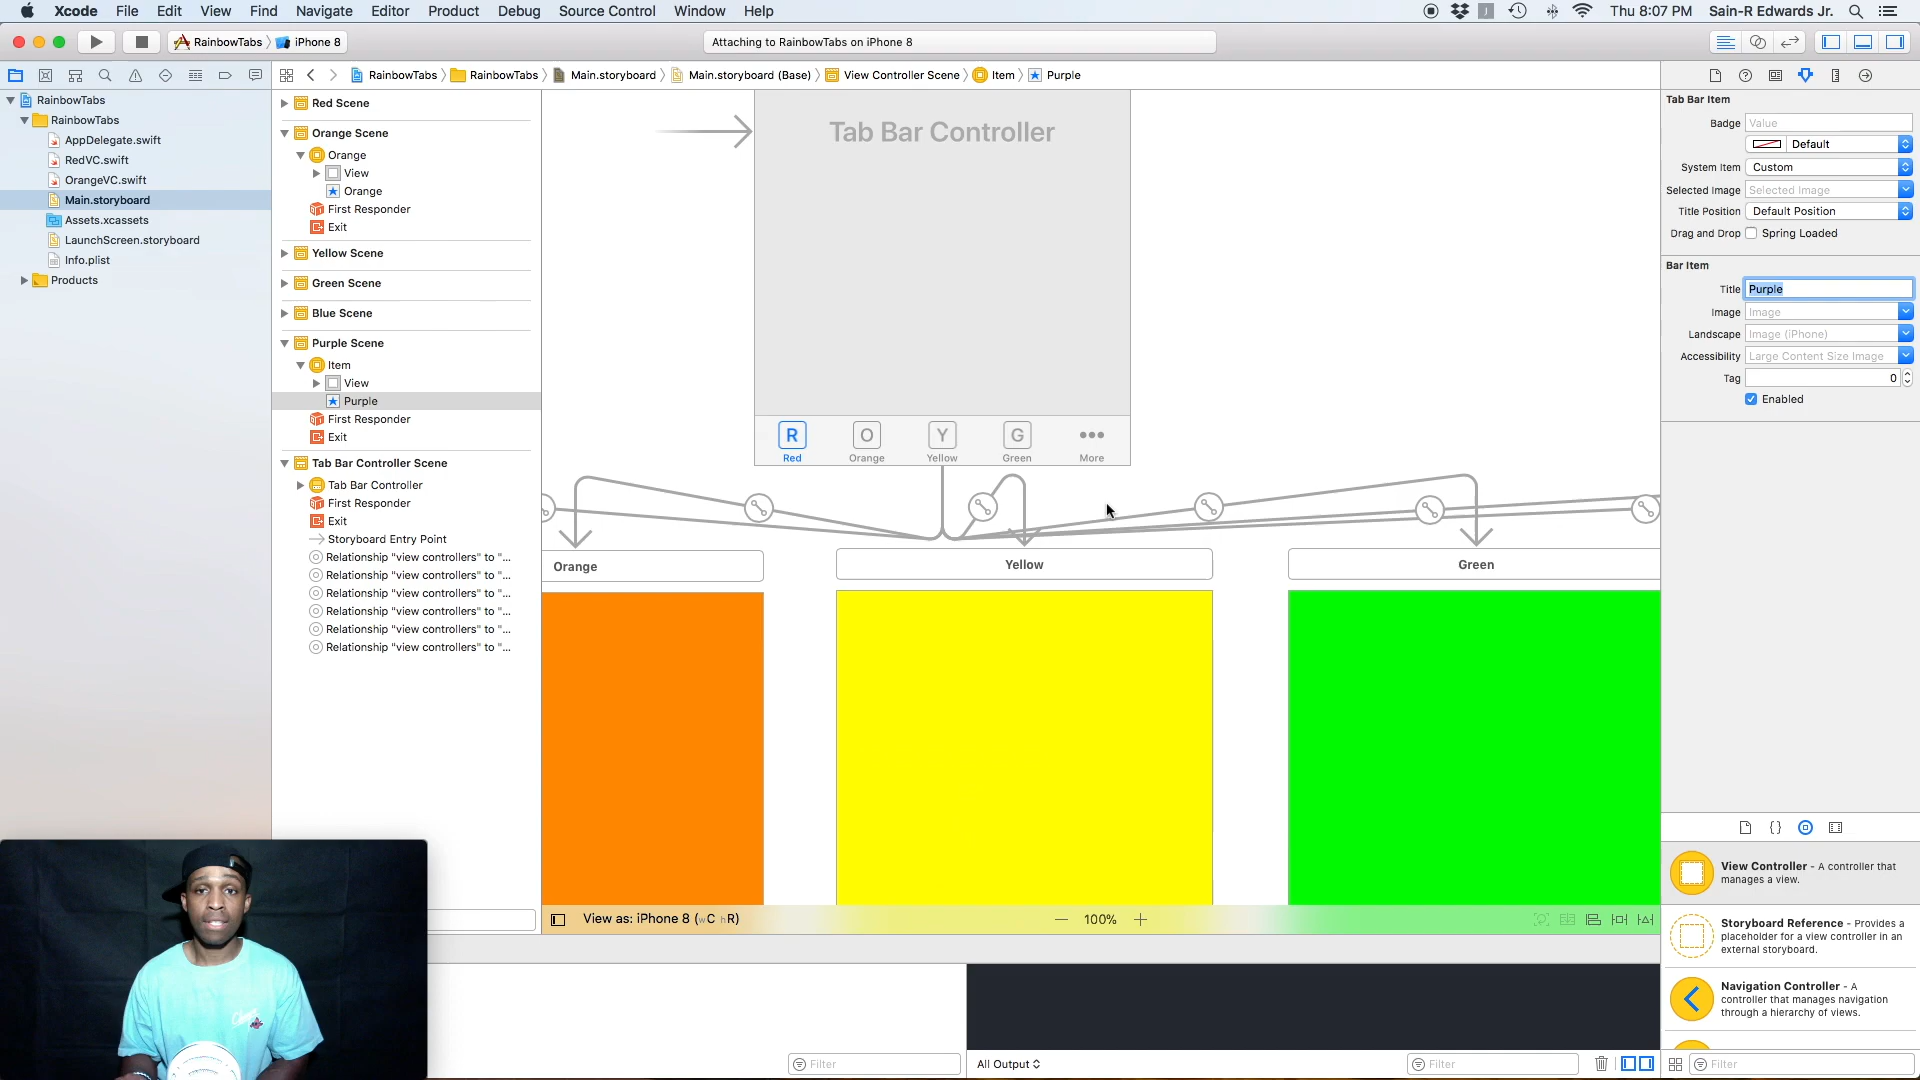 Xcode File Edit View Find Navigate Editor Product Debug Source Control Window Help
Thu 8:07 PM Sain-R Edwards Jr.
RainbowTabs iPhone 8
Attaching to RainbowTabs on iPhone 8
RainbowTabs RainbowTabs Main.storyboard Main.storyboard (Base) View Controller Scene Item Purple
RainbowTabs
RainbowTabs
AppDelegate.swift
RedVC.swift
OrangeVC.swift
Main.storyboard
Assets.xcassets
LaunchScreen.storyboard
Info.plist
Products
Red Scene
Orange Scene
Orange
View
Orange
First Responder
Exit
Yellow Scene
Green Scene
Blue Scene
Purple Scene
Item
View
Purple
First Responder
Exit
Tab Bar Controller Scene
Tab Bar Controller
First Responder
Exit
Storyboard Entry Point
Relationship "view controllers" to "...
Relationship "view controllers" to "...
Relationship "view controllers" to "...
Relationship "view controllers" to "...
Relationship "view controllers" to "...
Relationship "view controllers" to "...
Tab Bar Controller
R O Y G
Red Orange Yellow Green More
Orange Yellow Green
View as: iPhone 8 (wC hR)
100%
Filter
All Output
Filter
Tab Bar Item
Badge Value
Default
System Item Custom
Selected Image Selected Image
Title Position Default Position
Drag and Drop Spring Loaded
Bar Item
Title Purple
Image Image
Landscape Image (iPhone)
Accessibility Large Content Size Image
Tag 0
Enabled
{}
View Controller - A controller that
manages a view.
Storyboard Reference - Provides a
placeholder for a view controller in an
external storyboard.
Navigation Controller - A
controller that manages navigation
through a hierarchy of views.
Filter